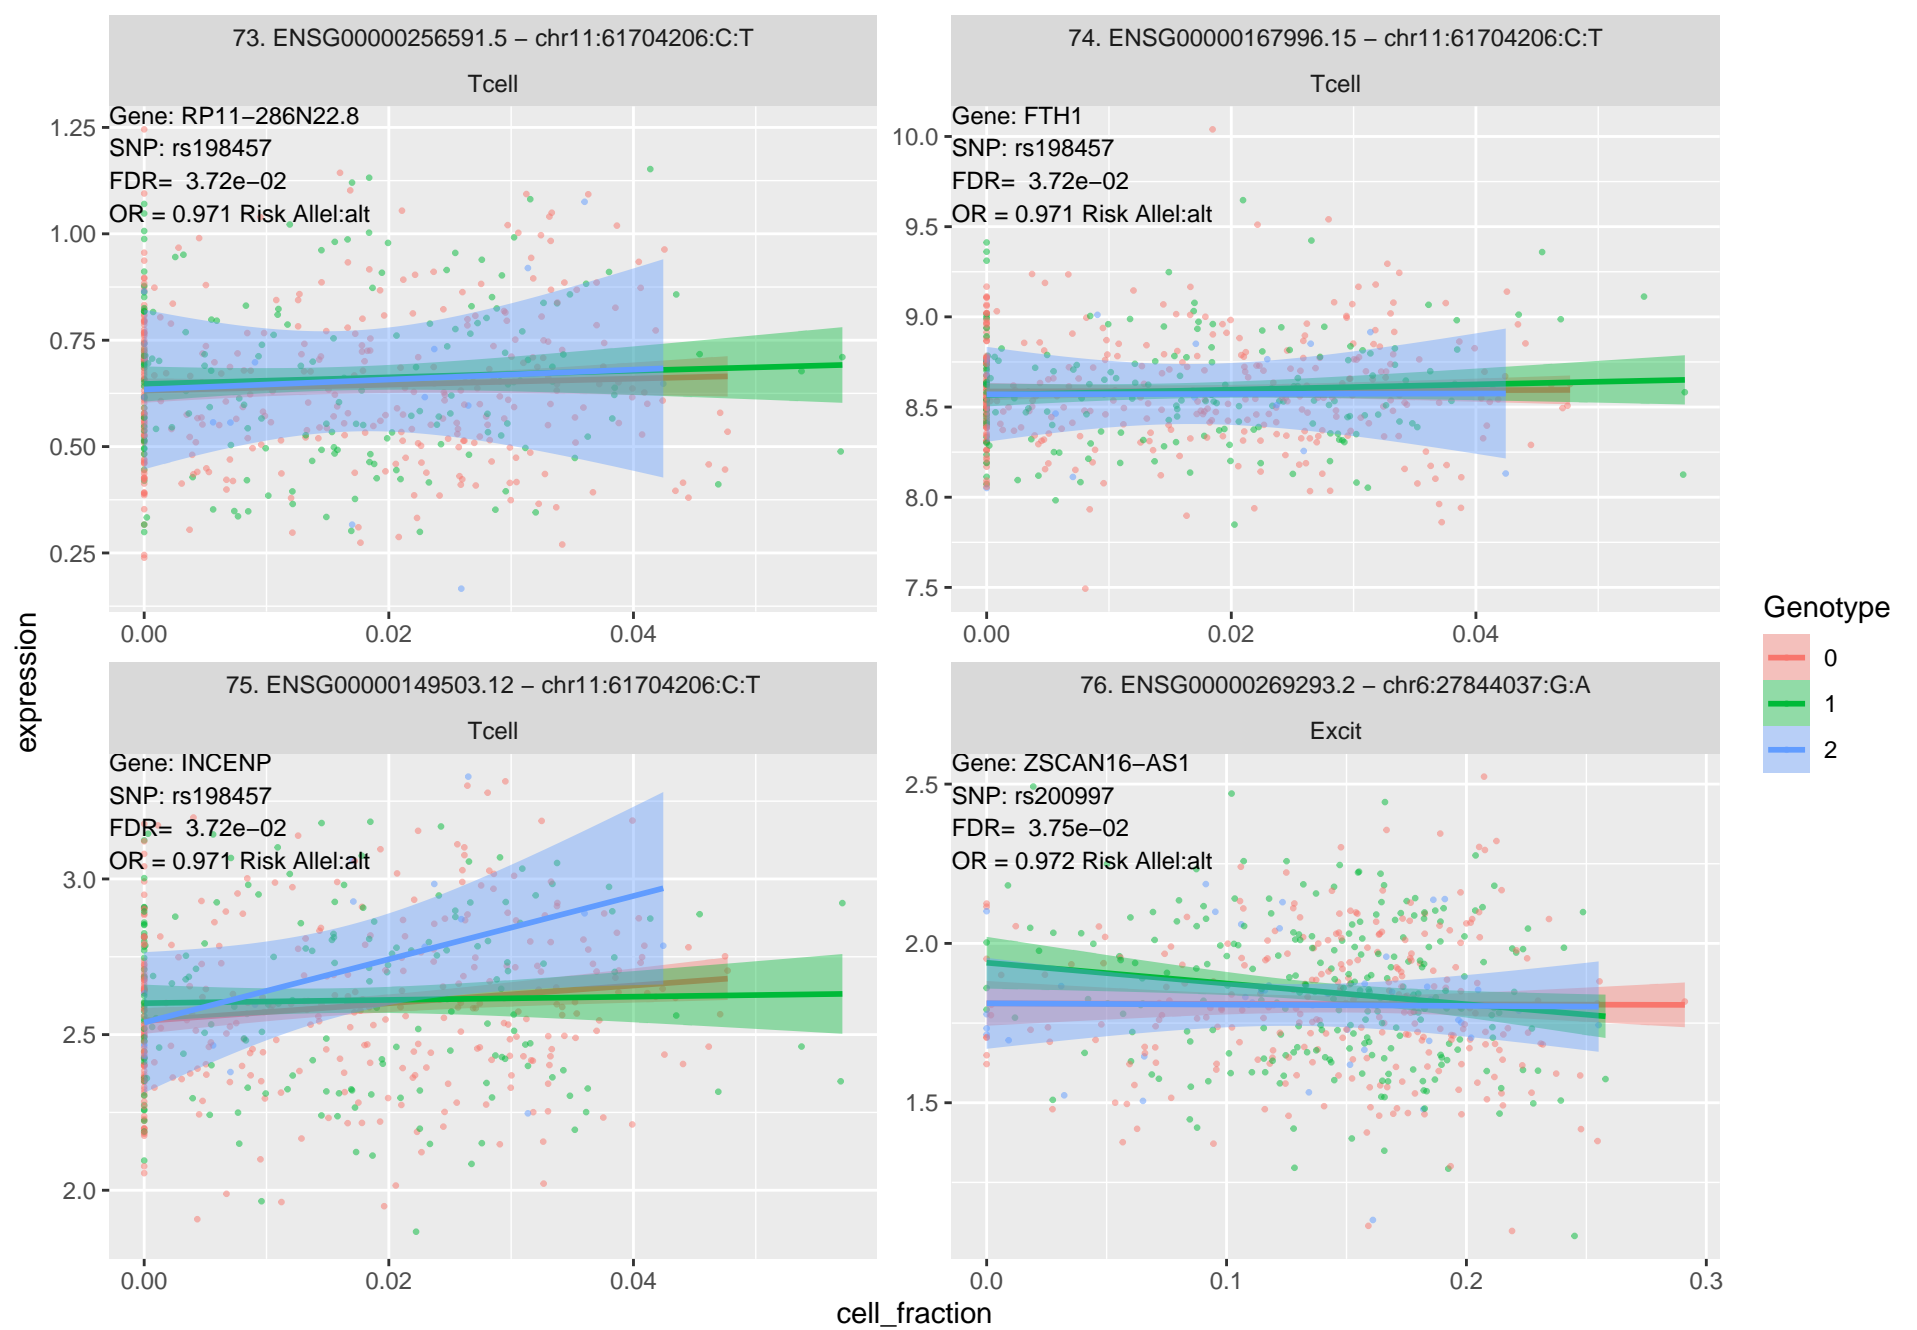 73. ENSG00000256591.5 − chr11:61704206:C:T
Tcell
Gene: RP11−286N22.8
SNP: rs198457
FDR= 3.72e−02
OR = 0.971 Risk Allel:alt
1.25
1.00
0.75
0.50
0.25
0.00
0.02
0.04
74. ENSG00000167996.15 − chr11:61704206:C:T
Tcell
Gene: FTH1
SNP: rs198457
FDR= 3.72e−02
OR = 0.971 Risk Allel:alt
10.0
9.5
9.0
8.5
8.0
7.5
0.00
0.02
0.04
75. ENSG00000149503.12 − chr11:61704206:C:T
Tcell
Gene: INCENP
SNP: rs198457
FDR= 3.72e−02
OR = 0.971 Risk Allel:alt
3.0
2.5
2.0
0.00
0.02
0.04
76. ENSG00000269293.2 − chr6:27844037:G:A
Excit
Gene: ZSCAN16−AS1
SNP: rs200997
FDR= 3.75e−02
OR = 0.972 Risk Allel:alt
2.5
2.0
1.5
0.0
0.1
0.2
0.3
expression
cell_fraction
Genotype
0
1
2